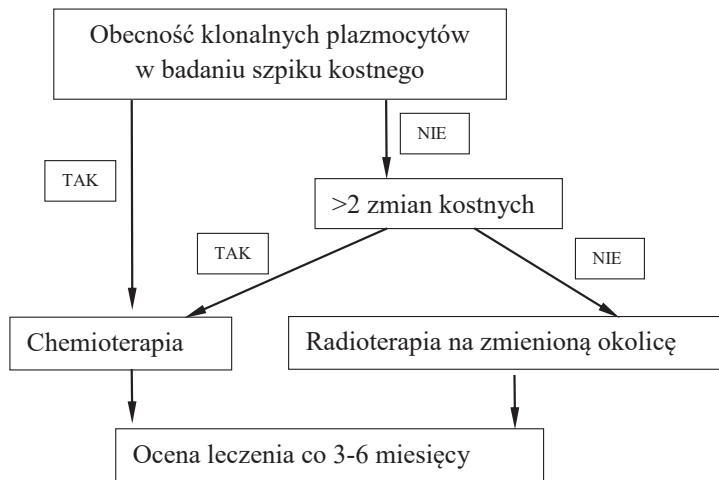 Obecność klonalnych plazmocytów
w badaniu szpiku kostnego
NIE
TAK
>2 zmian kostnych
TAK
NIE
Chemioterapia
Radioterapia na zmienioną okolicę
Ocena leczenia co 3-6 miesięcy